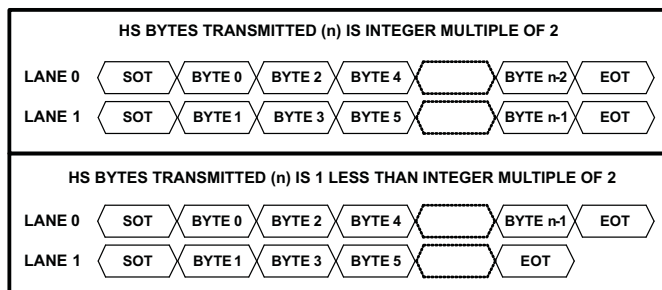 HS BYTES TRANSMITTED (n) IS INTEGER MULTIPLE OF 2
LANE 0 SOT BYTE 0 BYTE 2 BYTE 4 BYTE n-2 EOT
LANE 1 SOT BYTE 1 BYTE 3 BYTE 5 BYTE n-1 EOT
HS BYTES TRANSMITTED (n) IS 1 LESS THAN INTEGER MULTIPLE OF 2
LANE 0 SOT BYTE 0 BYTE 2 BYTE 4 BYTE n-1 EOT
LANE 1 SOT BYTE 1 BYTE 3 BYTE 5 EOT